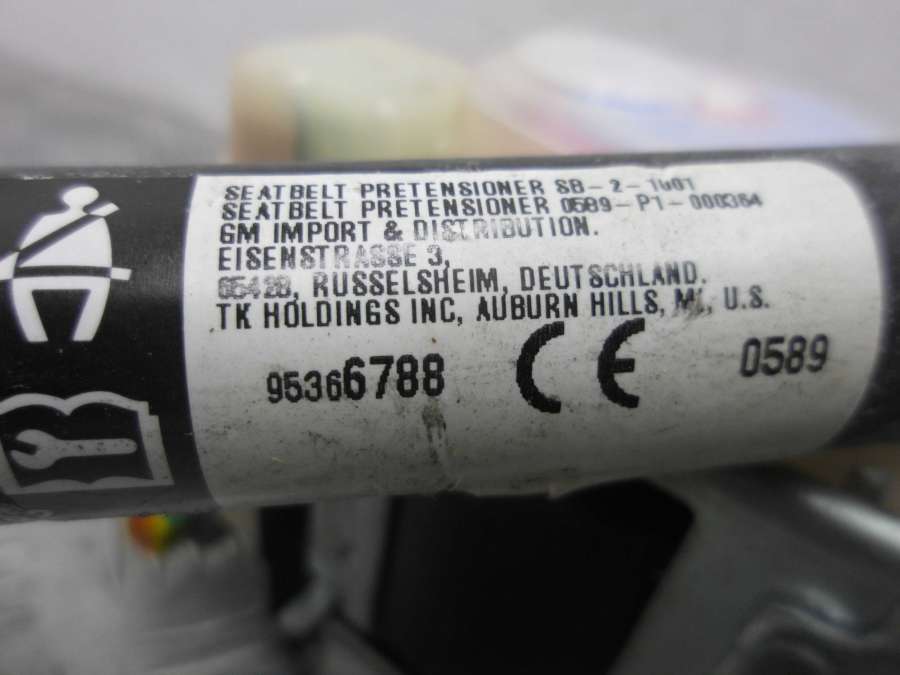 SEATBELT PRETENSIONER SB-2-1001
SEATBELT PRETENSIONER 0589-P1-000364
GM IMPORT & DISTRIBUTION.
EISENSTRASSE 3,
65428, RUSSELSHEIM, DEUTSCHLAND.
TK HOLDINGS INC, AUBURN HILLS, MI, U.S.
95366788 CE 0589